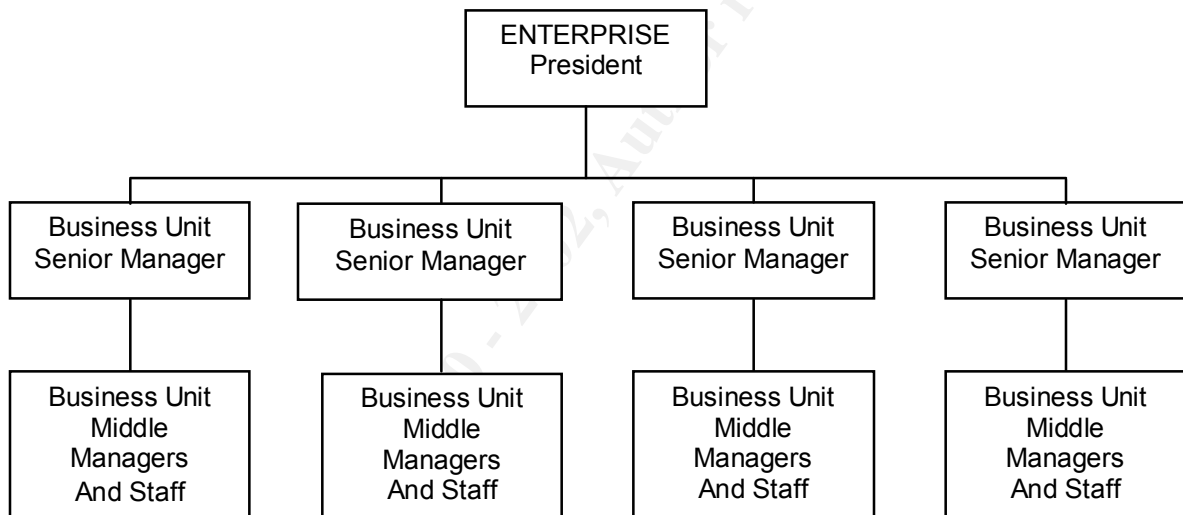 ENTERPRISE
President
Business Unit
Senior Manager
Business Unit
Senior Manager
Business Unit
Senior Manager
Business Unit
Senior Manager
Business Unit
Middle
Managers
And Staff
Business Unit
Middle
Managers
And Staff
Business Unit
Middle
Managers
And Staff
Business Unit
Middle
Managers
And Staff